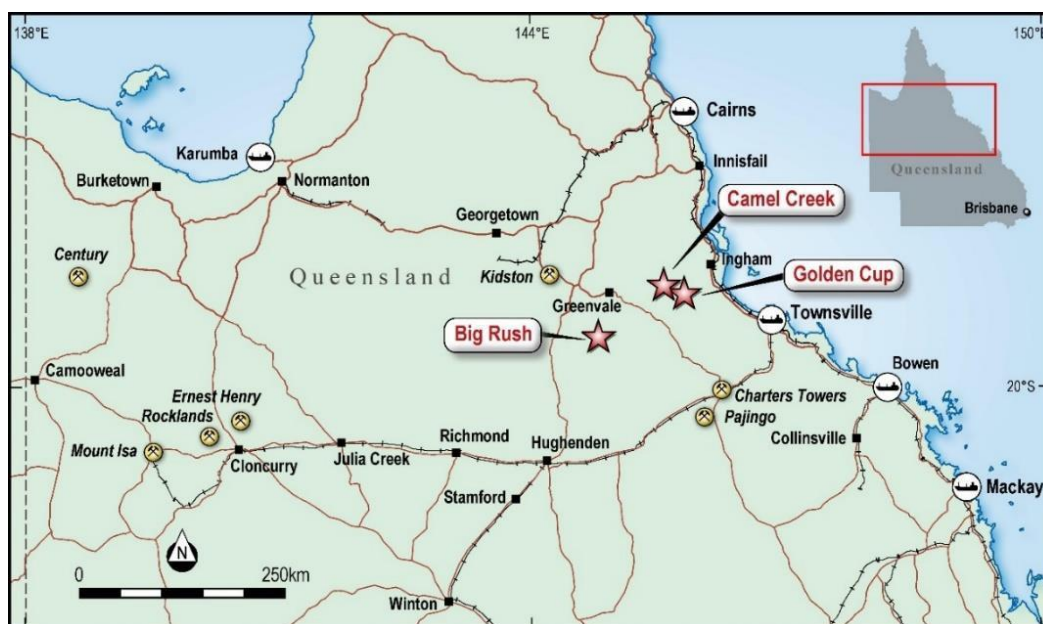 138°E
144°E
150°E
Cairns
Karumba
Innisfail
Burketown
Normanton
Camel Creek
Queensland
Brisbane
Georgetown
Century
Queensland
Kidston
Ingham
Golden Cup
Greenvale
Townsville
Big Rush
Camooweal
Bowen
20°S
Ernest Henry
Rocklands
Charters Towers
Pajingo
Mount Isa
Cloncurry
Julia Creek
Richmond
Hughenden
Collinsville
Stamford
Mackay
N
0
250km
Winton